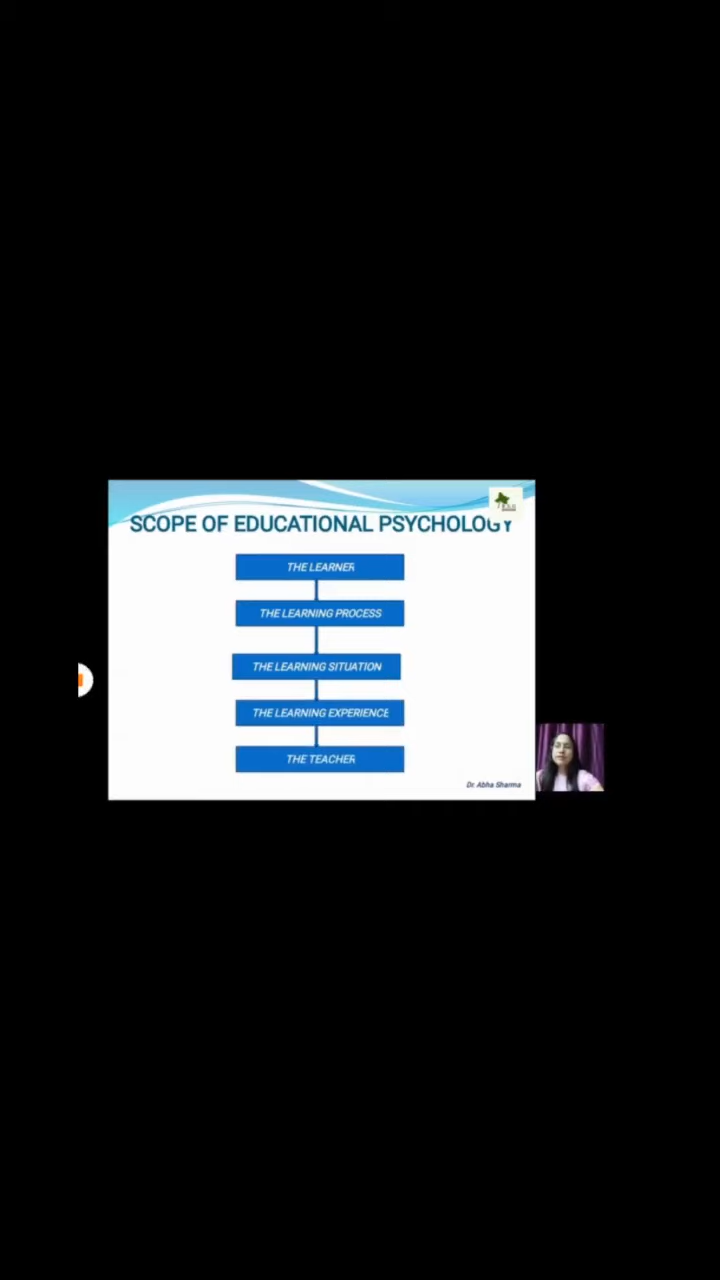 SCOPE OF EDUCATIONAL PSYCHOLOGY
THE LEARNER
THE LEARNING PROCESS
THE LEARNING SITUATION
THE LEARNING EXPERIENCE
THE TEACHER
Dr. Abha Sharma